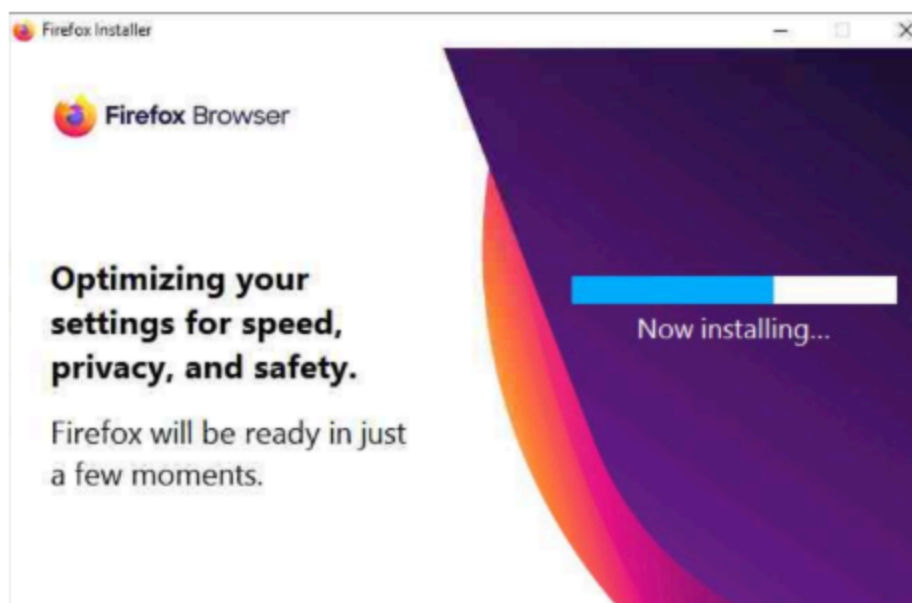 Firefox Installer
Firefox Browser
Optimizing your
settings for speed,
privacy, and safety.
Firefox will be ready in just
a few moments.
Now installing...